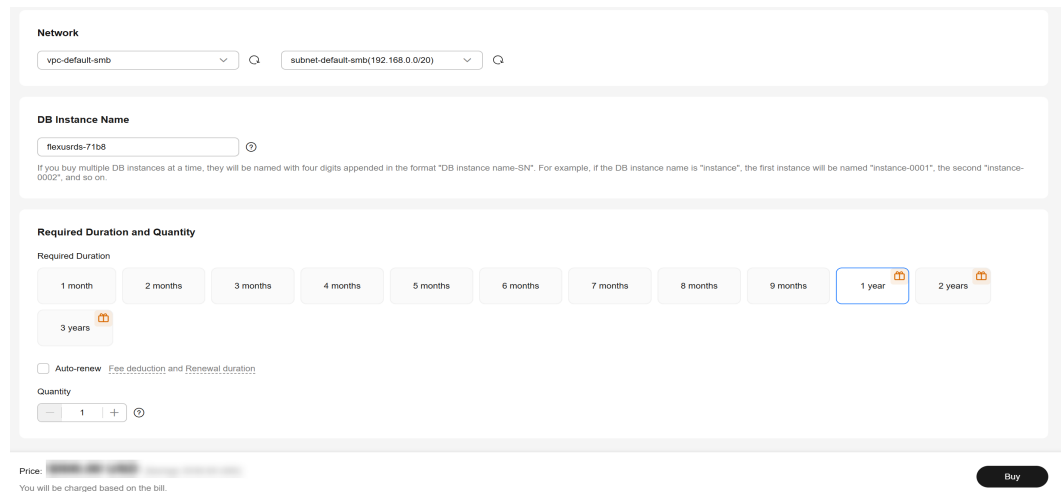 Network
vpc-default-smb subnet-default-smb(192.168.0.0/20)
DB Instance Name
flexusrds-71b8
If you buy multiple DB instances at a time, they will be named with four digits appended in the format "DB instance name-SN". For example, if the DB instance name is "instance", the first instance will be named "instance-0001", the second "instance-
0002", and so on.
Required Duration and Quantity
Required Duration
1 month 2 months 3 months 4 months 5 months 6 months 7 months 8 months 9 months 1 year 2 years
3 years
Auto-renew Fee deduction and Renewal duration
Quantity
1
Price:
Buy
You will be charged based on the bill.